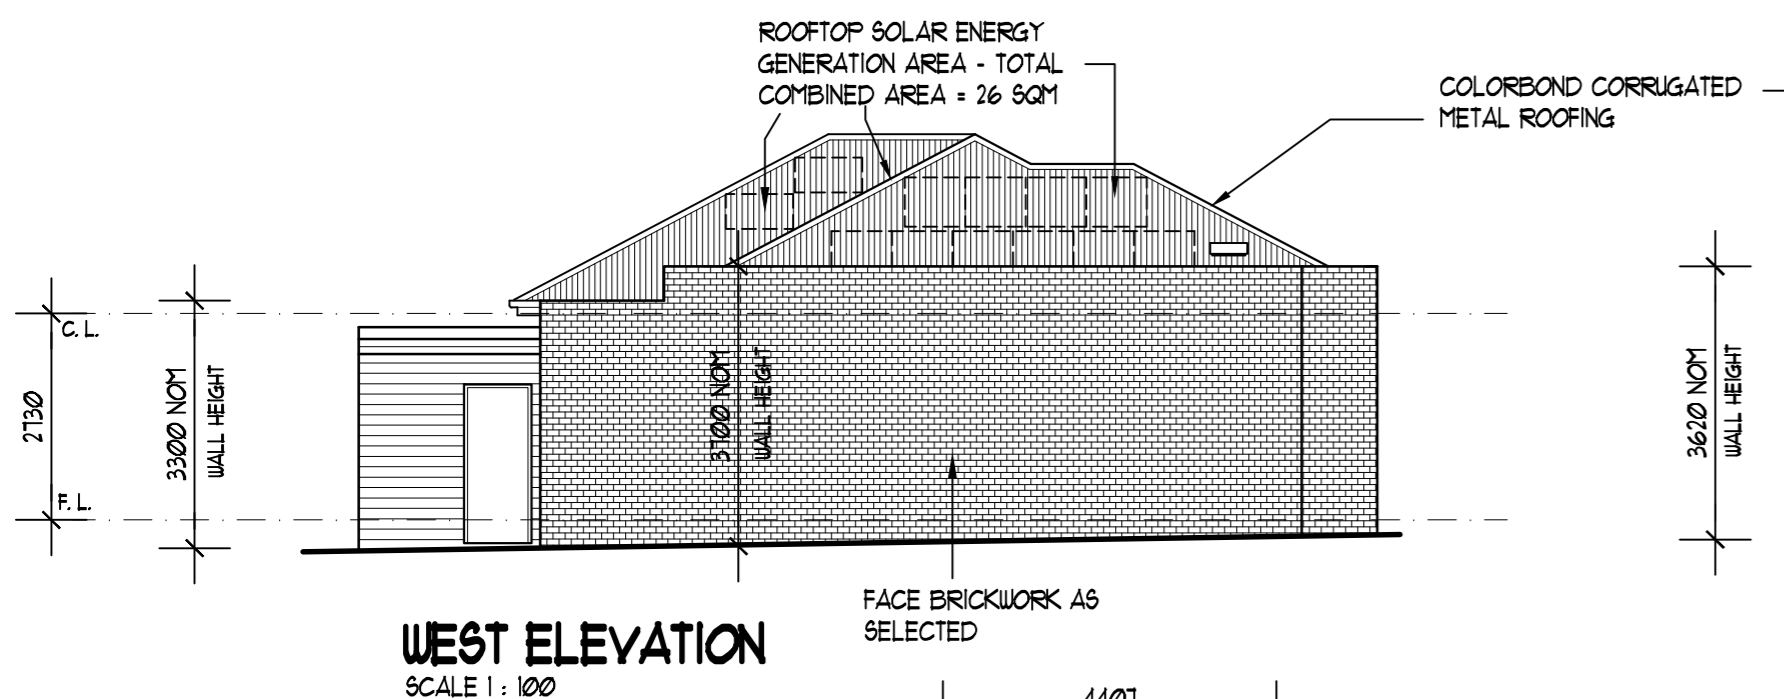 ROOFTOP SOLAR ENERGY
GENERATION AREA - TOTAL
COMBINED AREA = 26 SQM
COLORBOND CORRUGATED
METAL ROOFING
C.L.
F.L.
2730
3300 NOM
WALL HEIGHT
3700 NOM
WALL HEIGHT
3620 NOM
WALL HEIGHT
FACE BRICKWORK AS
SELECTED
WEST ELEVATION
SCALE 1 : 100